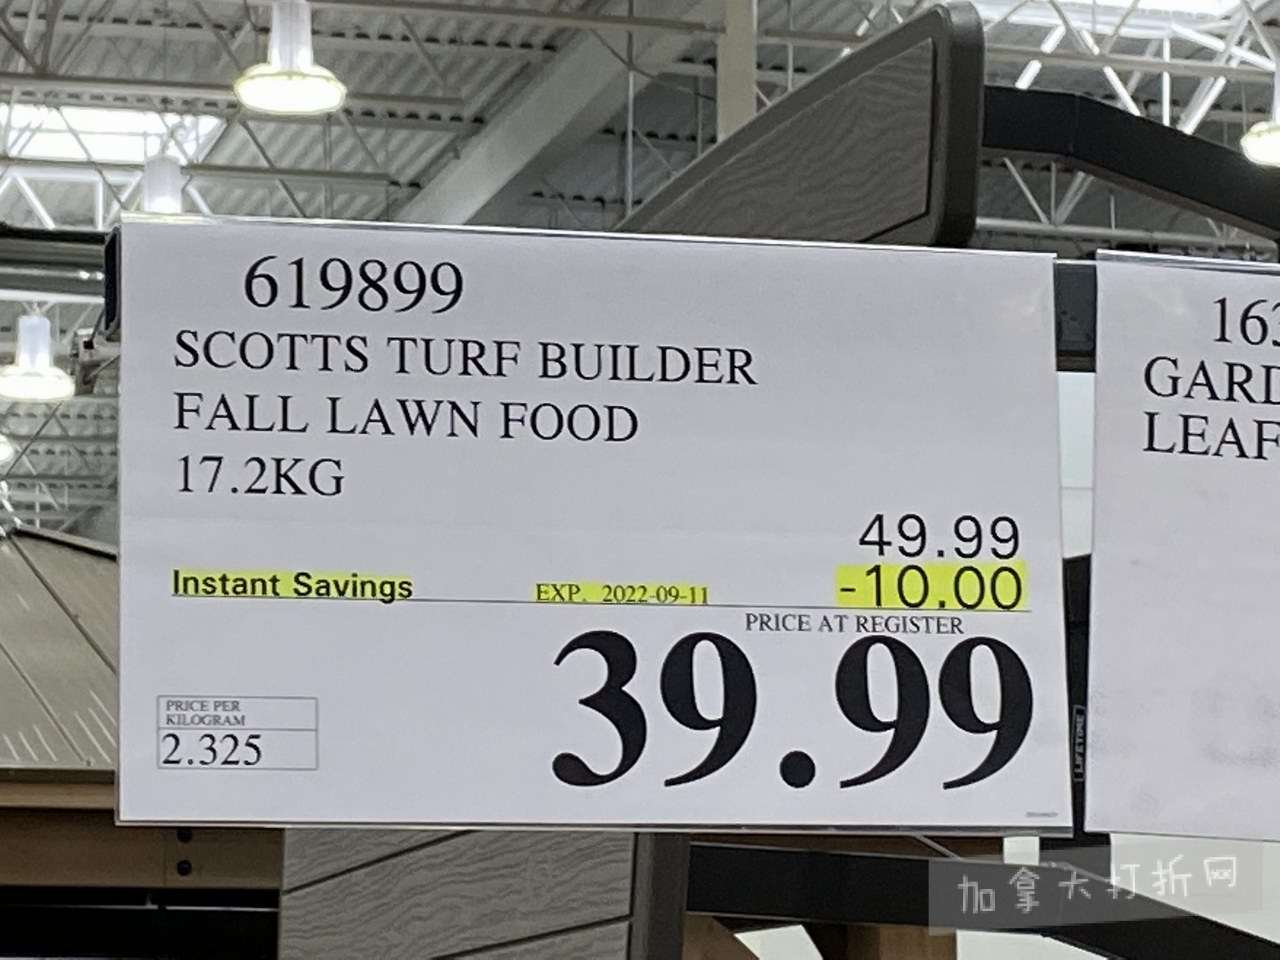 619899
SCOTTS TURF BUILDER
FALL LAWN FOOD
17.2KG
49.99
Instant Savings EXP. 2022-09-11 -10.00
PRICE AT REGISTER
39.99
PRICE PER
KILOGRAM
2.325
GARD
LEAF
LIFETIME
加拿大打折网